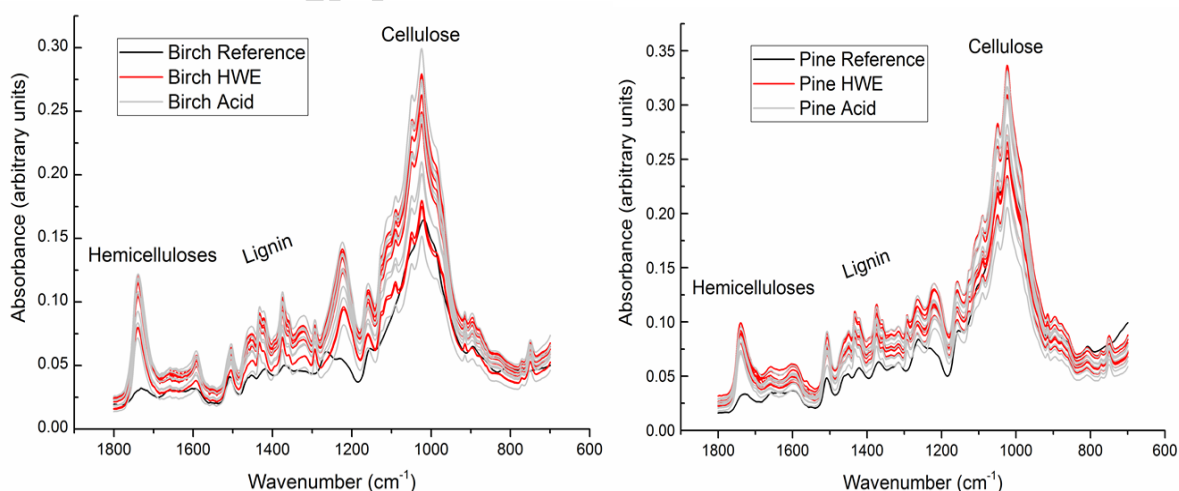 Cellulose
Birch Reference
Birch HWE
Birch Acid
Hemicelluloses
Lignin
0.30
0.25
0.20
0.15
0.10
0.05
0.00
Absorbance (arbitrary units)
1800 1600 1400 1200 1000 800 600
Wavenumber (cm⁻¹)
Cellulose
Pine Reference
Pine HWE
Pine Acid
Hemicelluloses
Lignin
0.35
0.30
0.25
0.20
0.15
0.10
0.05
0.00
Absorbance (arbitrary units)
1800 1600 1400 1200 1000 800 600
Wavenumber (cm⁻¹)